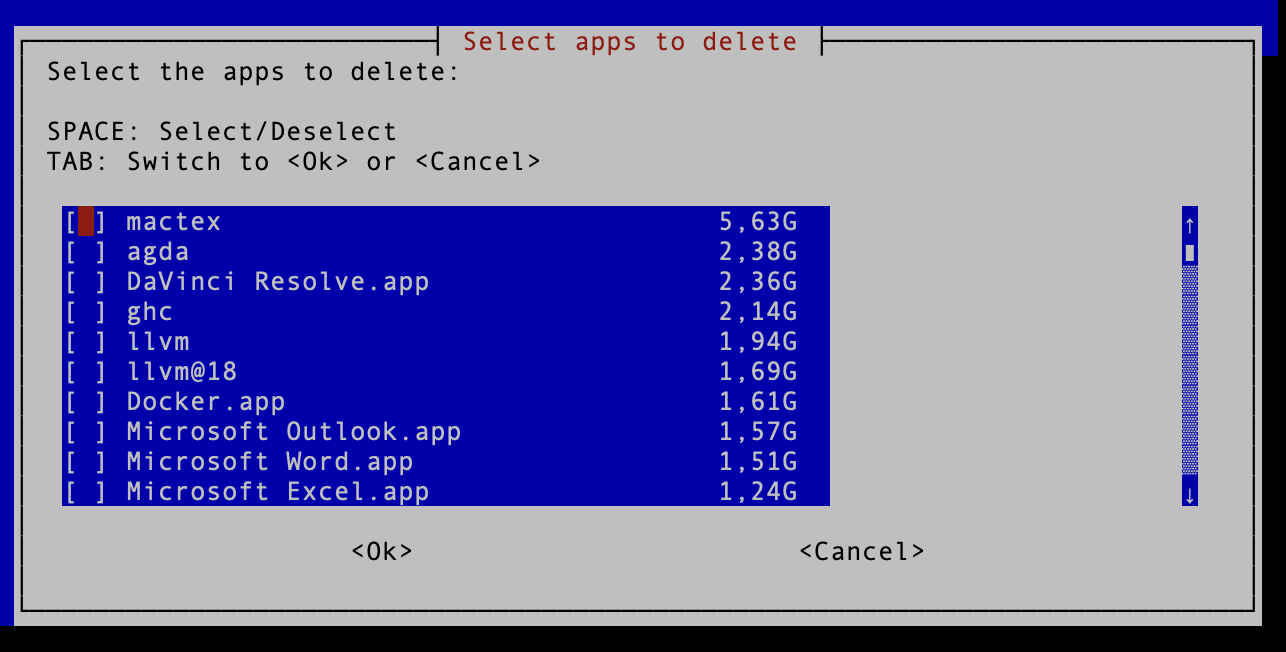 Select apps to delete
Select the apps to delete:
SPACE: Select/Deselect
TAB: Switch to <Ok> or <Cancel>
[ ] mactex 5,63G
[ ] agda 2,38G
[ ] DaVinci Resolve.app 2,36G
[ ] ghc 2,14G
[ ] llvm 1,94G
[ ] llvm@18 1,69G
[ ] Docker.app 1,61G
[ ] Microsoft Outlook.app 1,57G
[ ] Microsoft Word.app 1,51G
[ ] Microsoft Excel.app 1,24G
<Ok> <Cancel>